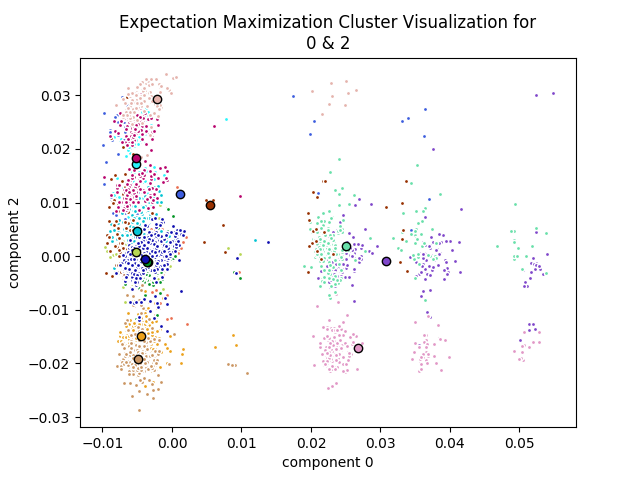 Expectation Maximization Cluster Visualization for
0 & 2
component 2
0.03
0.02
0.01
0.00
−0.01
−0.02
−0.03
−0.01 0.00 0.01 0.02 0.03 0.04 0.05
component 0